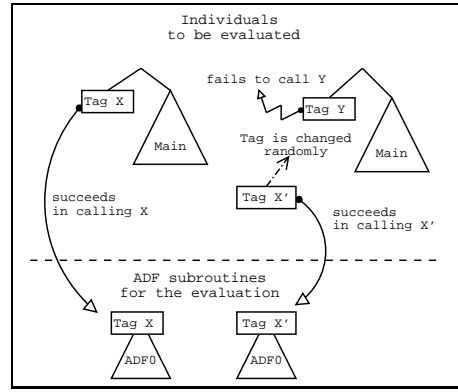 Individuals
to be evaluated
fails to call Y
Tag X
Tag Y
Tag is changed
randomly
Main
Main
Tag X'
succeeds
in calling X
succeeds
in calling X'
ADF subroutines
for the evaluation
Tag X
Tag X'
ADF0
ADF0